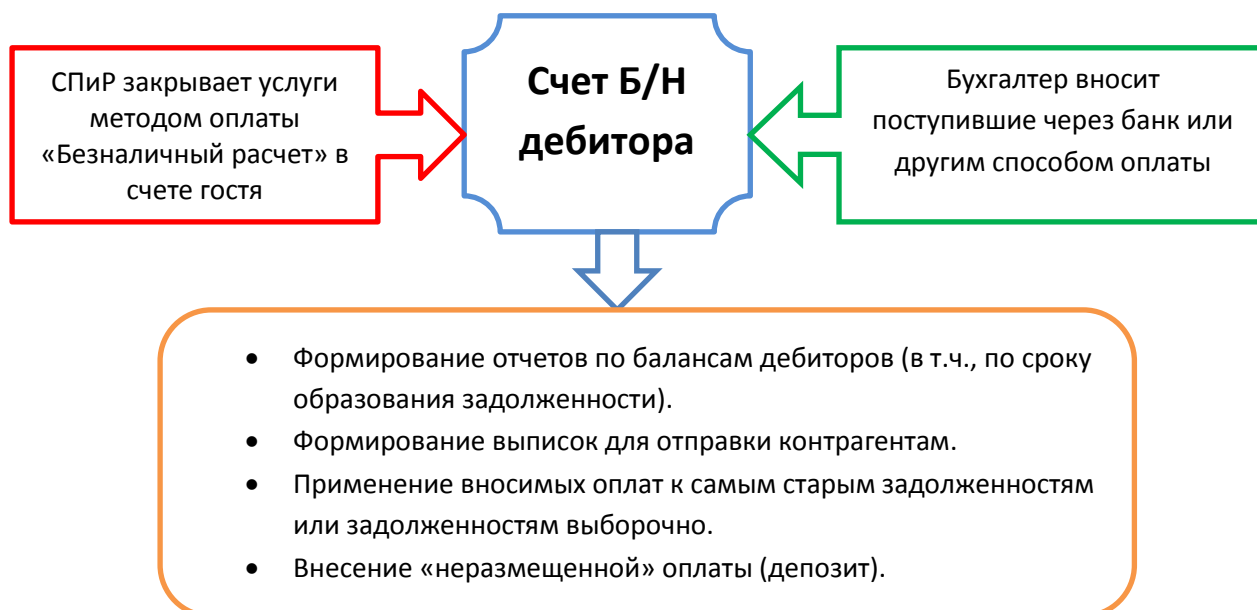 СПиР закрывает услуги
методом оплаты
«Безналичный расчет» в
счете гостя
Счет Б/Н
дебитора
Бухгалтер вносит
поступившие через банк или
другим способом оплаты
• Формирование отчетов по балансам дебиторов (в т.ч., по сроку
образования задолженности).
• Формирование выписок для отправки контрагентам.
• Применение вносимых оплат к самым старым задолженностям
или задолженностям выборочно.
• Внесение «неразмещенной» оплаты (депозит).